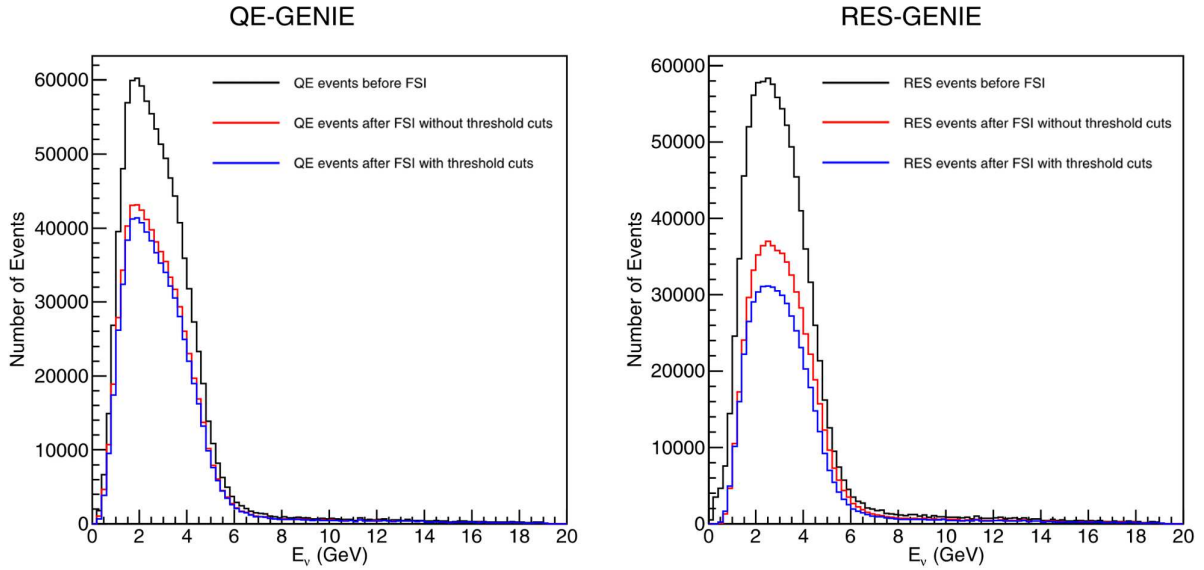 QE-GENIE
QE events before FSI
QE events after FSI without threshold cuts
QE events after FSI with threshold cuts
Number of Events
60000
50000
40000
30000
20000
10000
0
0 2 4 6 8 10 12 14 16 18 20
Eν (GeV)
RES-GENIE
RES events before FSI
RES events after FSI without threshold cuts
RES events after FSI with threshold cuts
Number of Events
60000
50000
40000
30000
20000
10000
0
0 2 4 6 8 10 12 14 16 18 20
Eν (GeV)